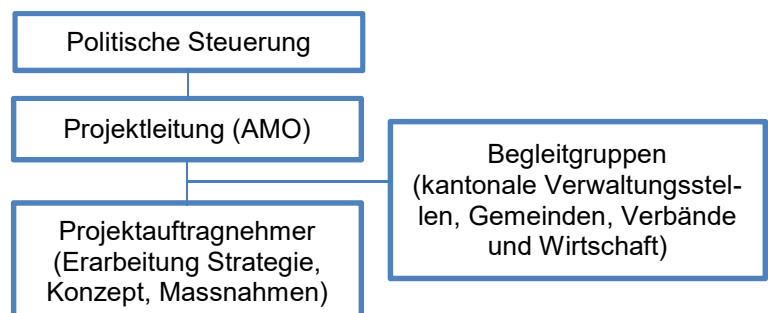 Politische Steuerung
Projektleitung (AMO)
Begleitgruppen
(kantonale Verwaltungsstel-
len, Gemeinden, Verbände
und Wirtschaft)
Projektauftragnehmer
(Erarbeitung Strategie,
Konzept, Massnahmen)